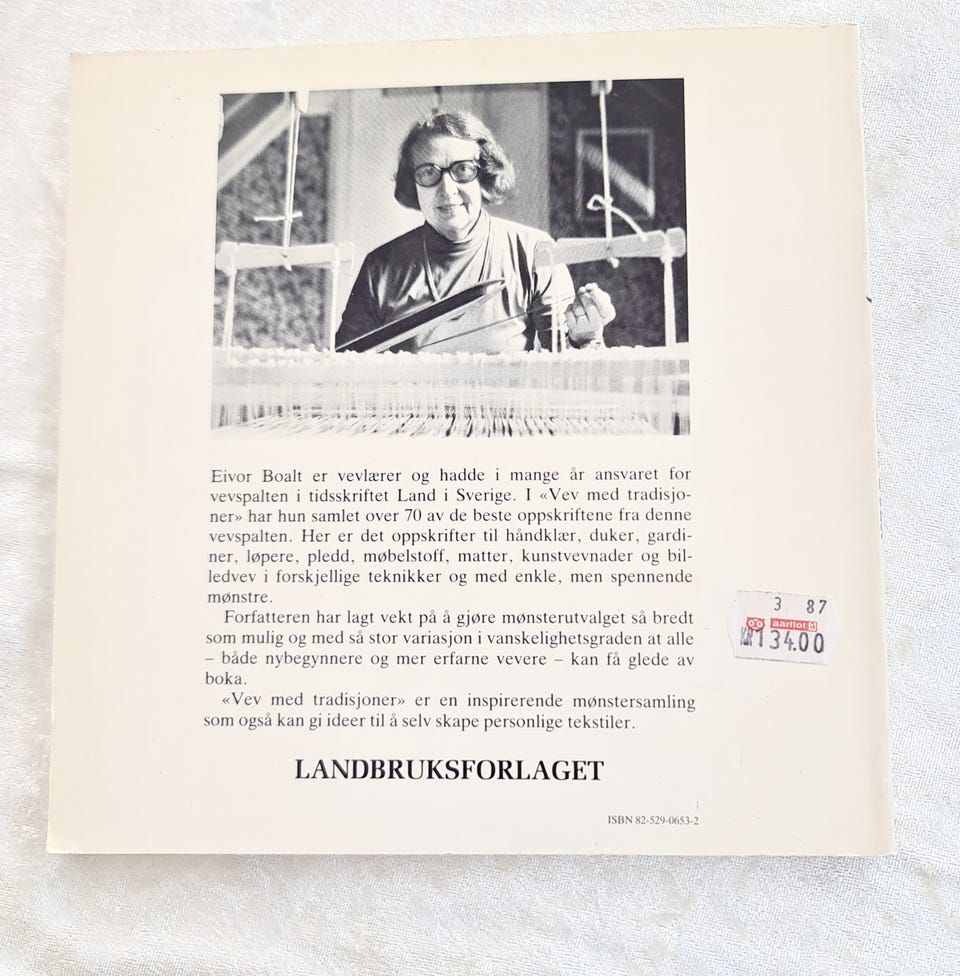 Eivor Boalt er vevlærer og hadde i mange år ansvaret for
vevspalten i tidsskriftet Land i Sverige. I «Vev med tradisjo-
ner» har hun samlet over 70 av de beste oppskriftene fra denne
vevspalten. Her er det oppskrifter til håndklær, duker, gardi-
ner, løpere, pledd, møbelstoff, matter, kunstvevnader og bil-
ledvev i forskjellige teknikker og med enkle, men spennende
mønstre.
Forfatteren har lagt vekt på å gjøre mønsterutvalget så bredt
som mulig og med så stor variasjon i vanskelighetsgraden at alle
– både nybegynnere og mer erfarne vevere – kan få glede av
boka.
«Vev med tradisjoner» er en inspirerende mønstersamling
som også kan gi ideer til å selv skape personlige tekstiler.
3 87
134.00
LANDBRUKSFORLAGET
ISBN 82-529-0653-2